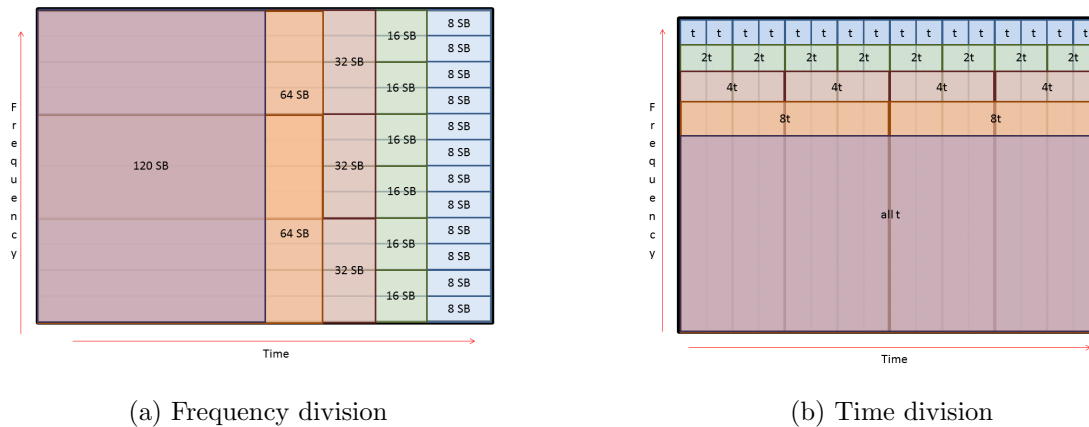 F
r
e
q
u
e
n
c
y
120 SB
64 SB
64 SB
32 SB
32 SB
32 SB
16 SB
16 SB
16 SB
16 SB
16 SB
16 SB
8 SB
8 SB
8 SB
8 SB
8 SB
8 SB
8 SB
8 SB
8 SB
8 SB
8 SB
8 SB
Time
(a) Frequency division
F
r
e
q
u
e
n
c
y
t t t t t t t t t t t t t t t t
2t 2t 2t 2t 2t 2t 2t 2t
4t 4t 4t 4t
8t 8t
all t
Time
(b) Time division